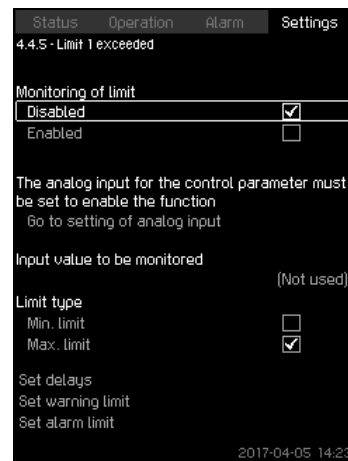 Status Operation Alarm Settings
4.4.5 - Limit 1 exceeded
Monitoring of limit
Disabled
Enabled
The analog input for the control parameter must
be set to enable the function
Go to setting of analog input
Input value to be monitored
(Not used)
Limit type
Min. limit
Max. limit
Set delays
Set warning limit
Set alarm limit
2017-04-05 14:23